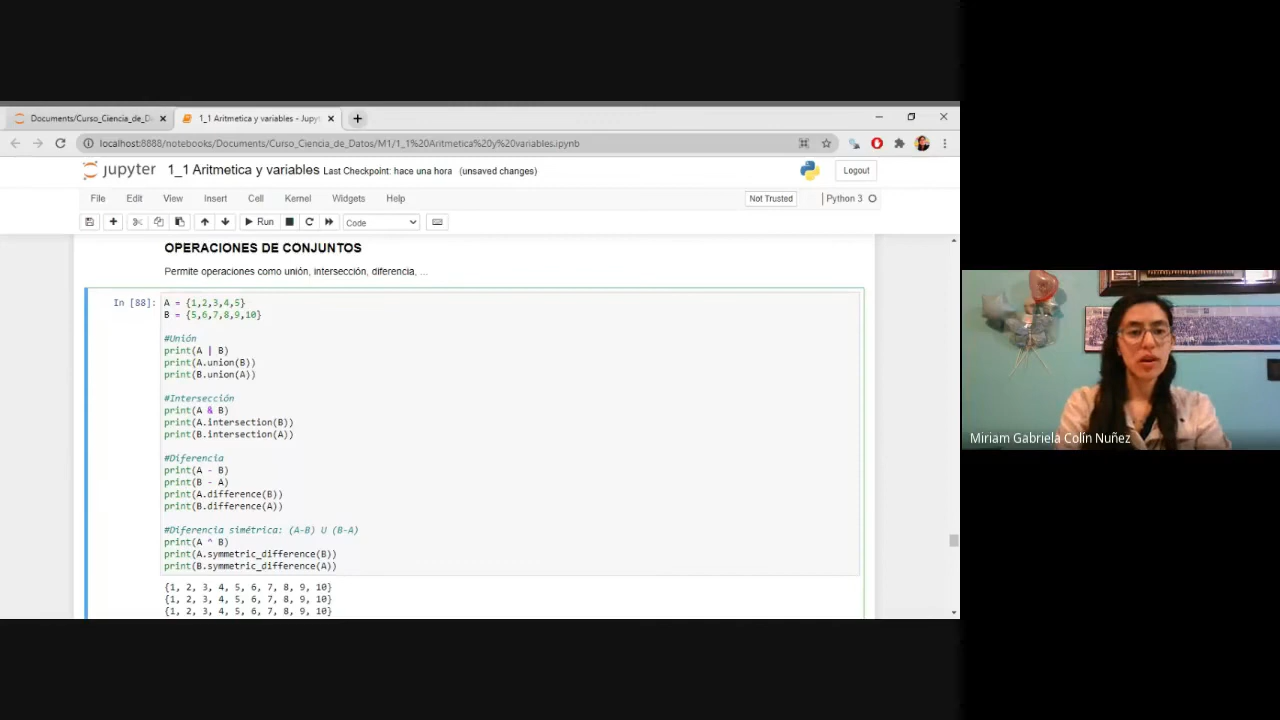 Documents/Curso_Ciencia_de_D
1_1 Aritmetica y variables - Jupyt
localhost:8888/notebooks/Documents/Curso_Ciencia_de_Datos/M1/1_1%20Aritmetica%20y%20variables.ipynb
jupyter 1_1 Aritmetica y variables Last Checkpoint: hace una hora (unsaved changes)
Logout
File Edit View Insert Cell Kernel Widgets Help
Not Trusted
Python 3
Run
Code
OPERACIONES DE CONJUNTOS
Permite operaciones como unión, intersección, diferencia, ...
In [88]: A = {1,2,3,4,5}
B = {5,6,7,8,9,10}
#Unión
print(A | B)
print(A.union(B))
print(B.union(A))
#Intersección
print(A & B)
print(A.intersection(B))
print(B.intersection(A))
#Diferencia
print(A - B)
print(B - A)
print(A.difference(B))
print(B.difference(A))
#Diferencia simétrica: (A-B) U (B-A)
print(A ^ B)
print(A.symmetric_difference(B))
print(B.symmetric_difference(A))
{1, 2, 3, 4, 5, 6, 7, 8, 9, 10}
{1, 2, 3, 4, 5, 6, 7, 8, 9, 10}
{1, 2, 3, 4, 5, 6, 7, 8, 9, 10}
Miriam Gabriela Colín Nuñez